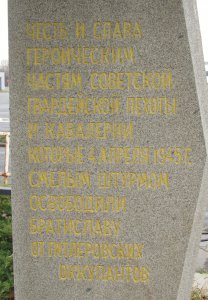 ЧЕСТЬ И СЛАВА
ГЕРОИЧЕСКИМ
ЧАСТЯМ СОВЕТСКОЙ
ГВАРДЕЙСКОЙ ПЕХОТЫ
И КАВАЛЕРИИ
КОТОРЫЕ 4 АПРЕЛЯ 1945 Г.
СМЕЛЫМ ШТУРМОМ
ОСВОБОДИЛИ
БРАТИСЛАВУ
ОТ ГИТЛЕРОВСКИХ
ОККУПАНТОВ